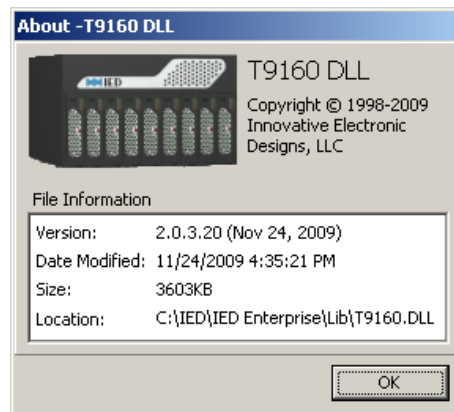 About -T9160 DLL
IED
T9160 DLL
Copyright © 1998-2009
Innovative Electronic
Designs, LLC
File Information
Version: 2.0.3.20 (Nov 24, 2009)
Date Modified: 11/24/2009 4:35:21 PM
Size: 3603KB
Location: C:\IED\IED Enterprise\Lib\T9160.DLL
OK